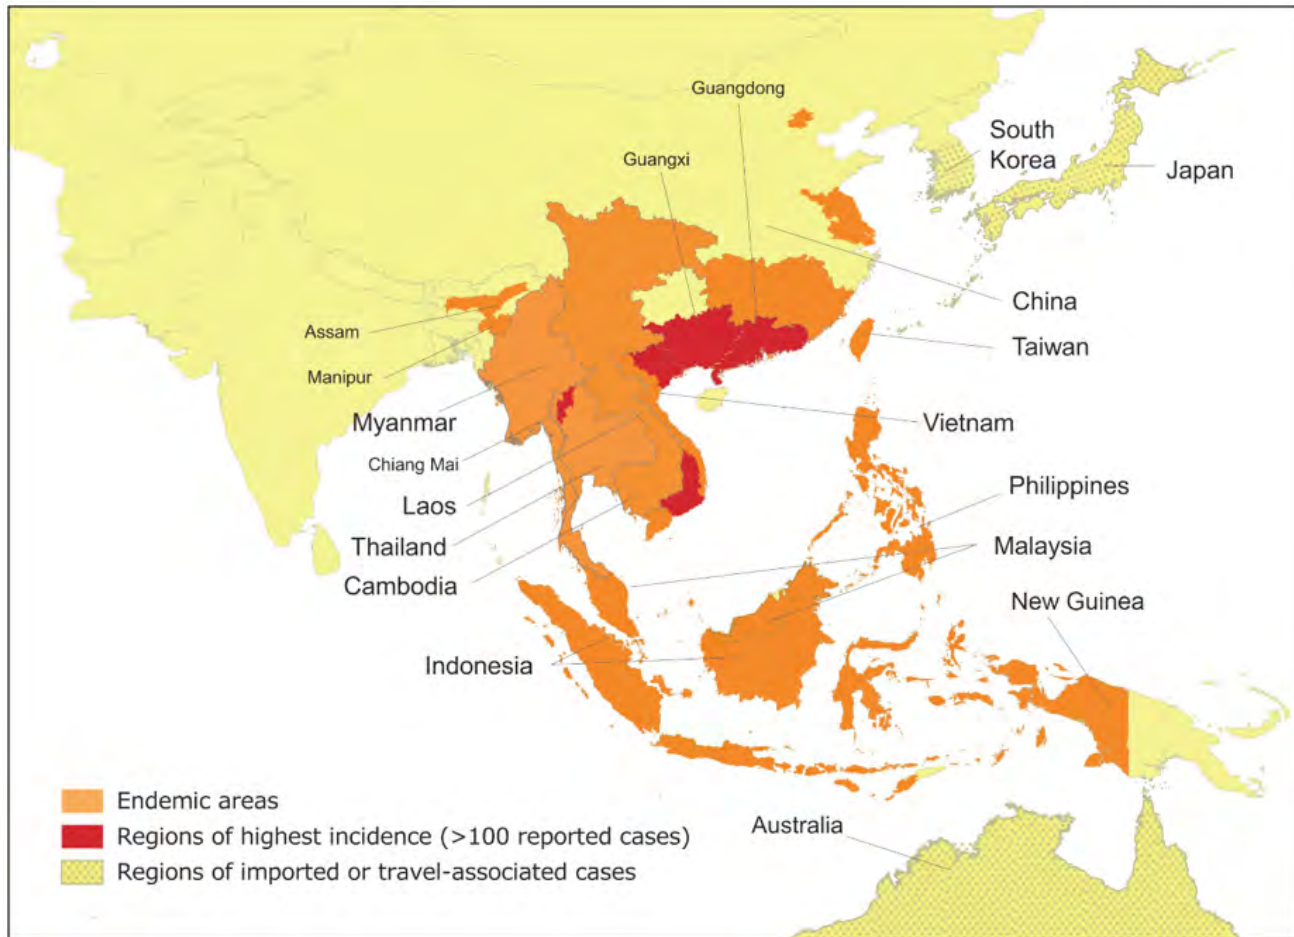 Guangdong
South
Korea
Guangxi
Japan
China
Assam
Taiwan
Manipur
Myanmar
Vietnam
Chiang Mai
Philippines
Laos
Thailand
Malaysia
Cambodia
New Guinea
Indonesia
Endemic areas
Australia
Regions of highest incidence (>100 reported cases)
Regions of imported or travel-associated cases